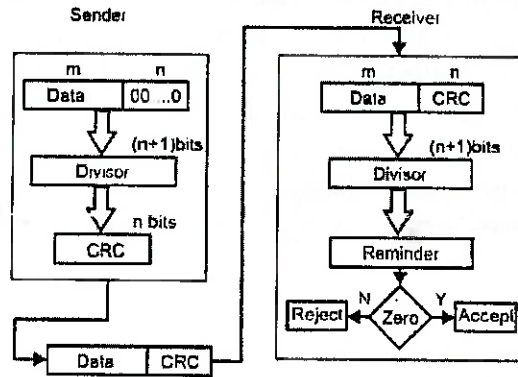 Sender
m n
Data 00 ...0
(n+1)bits
Divisor
n bits
CRC
Data CRC
Receiver
m n
Data CRC
(n+1)bits
Divisor
Reminder
N Y
Reject Zero Accept